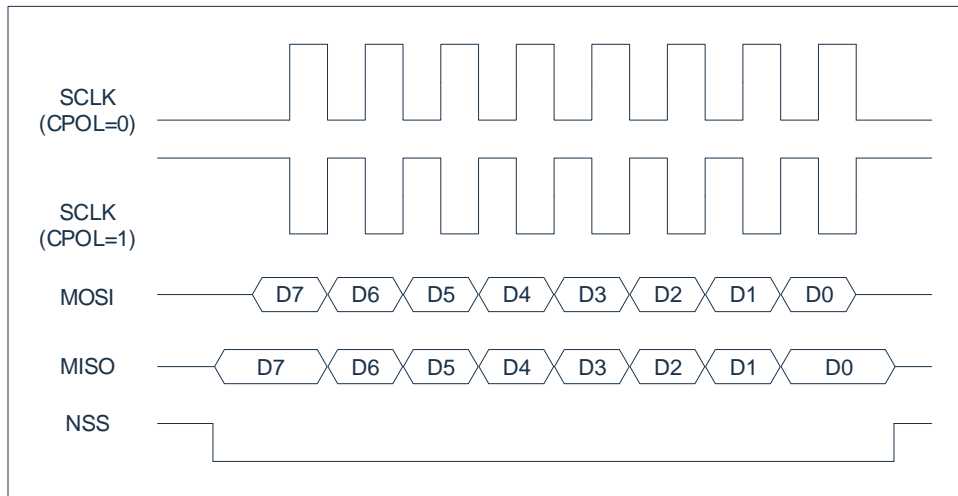 SCLK
(CPOL=0)
SCLK
(CPOL=1)
MOSI D7 D6 D5 D4 D3 D2 D1 D0
MISO D7 D6 D5 D4 D3 D2 D1 D0
NSS